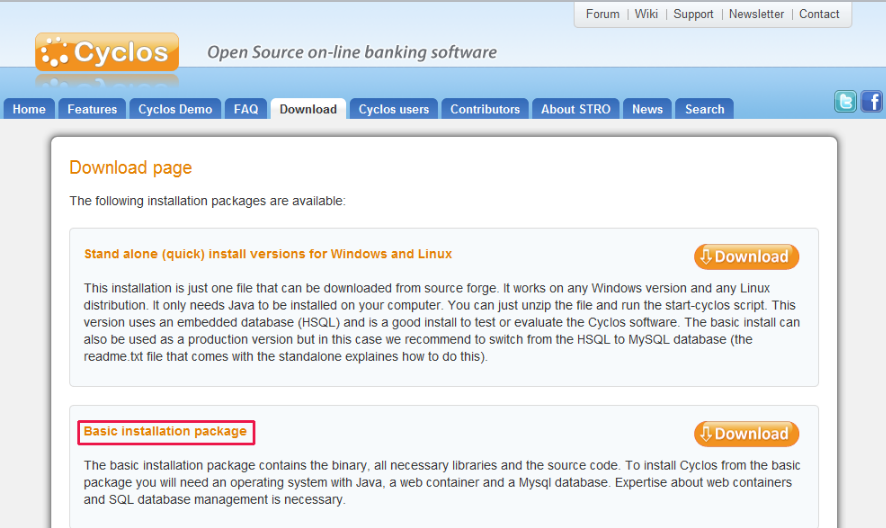 Forum | Wiki | Support | Newsletter | Contact
Cyclos
Open Source on-line banking software
Home Features Cyclos Demo FAQ Download Cyclos users Contributors About STRO News Search
Download page
The following installation packages are available:
Stand alone (quick) install versions for Windows and Linux
Download
This installation is just one file that can be downloaded from source forge. It works on any Windows version and any Linux
distribution. It only needs Java to be installed on your computer. You can just unzip the file and run the start-cyclos script. This
version uses an embedded database (HSQL) and is a good install to test or evaluate the Cyclos software. The basic install can
also be used as a production version but in this case we recommend to switch from the HSQL to MySQL database (the
readme.txt file that comes with the standalone explaines how to do this).
Basic installation package
Download
The basic installation package contains the binary, all necessary libraries and the source code. To install Cyclos from the basic
package you will need an operating system with Java, a web container and a Mysql database. Expertise about web containers
and SQL database management is necessary.